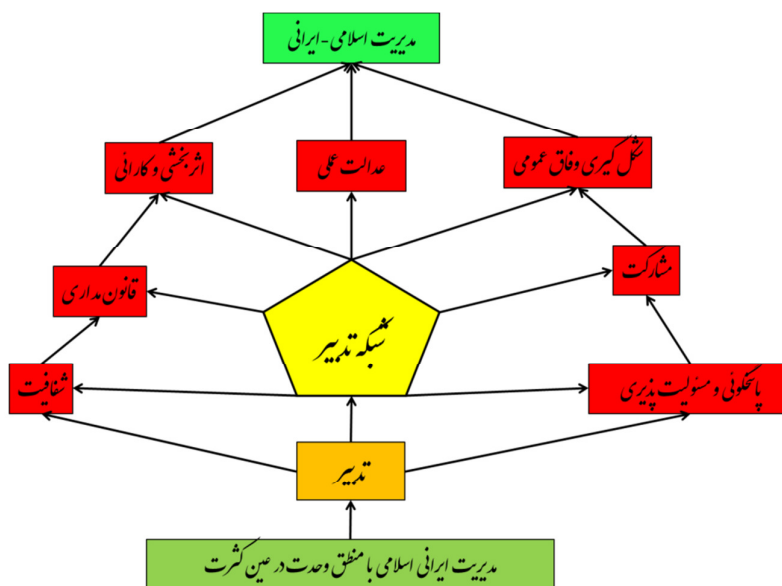 مدیریت اسلامی-ایرانی
شکل گیری وفاق عمومی
عدالت علی
اثربخشی و کارائی
مشارکت
قانون مداری
شبکه تدبیر
پاسخگوئی و مسئولیت پذیری
شفافیت
تدبیر
مدیریت ایرانی اسلامی با منطق وحدت در عین کثرت